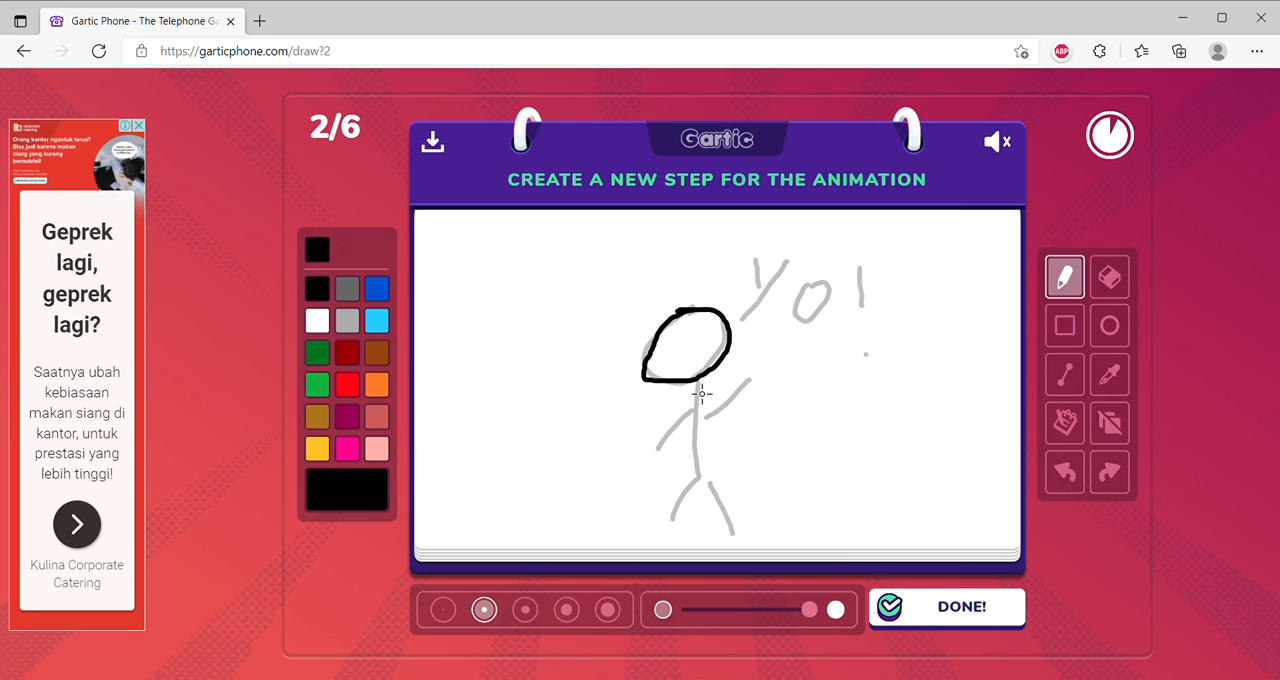 Gartic Phone - The Telephone Ga
https://garticphone.com/draw?2
ABP
2/6
Gartic
CREATE A NEW STEP FOR THE ANIMATION
YO!
Orang kantor ngantuk terus?
Bisa jadi karena makan
siang yang kurang
bernutrisi!
Geprek
lagi,
geprek
lagi?
Saatnya ubah
kebiasaan
makan siang di
kantor, untuk
prestasi yang
lebih tinggi!
Kulina Corporate
Catering
DONE!